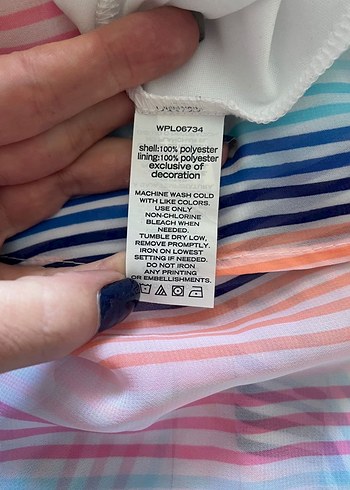 WPL06734
shell:100% polyester
lining:100% polyester
exclusive of
decoration
MACHINE WASH COLD
WITH LIKE COLORS.
USE ONLY
NON-CHLORINE
BLEACH WHEN
NEEDED.
TUMBLE DRY LOW,
REMOVE PROMPTLY.
IRON ON LOWEST
SETTING IF NEEDED.
DO NOT IRON
ANY PRINTING
OR EMBELLISHMENTS.